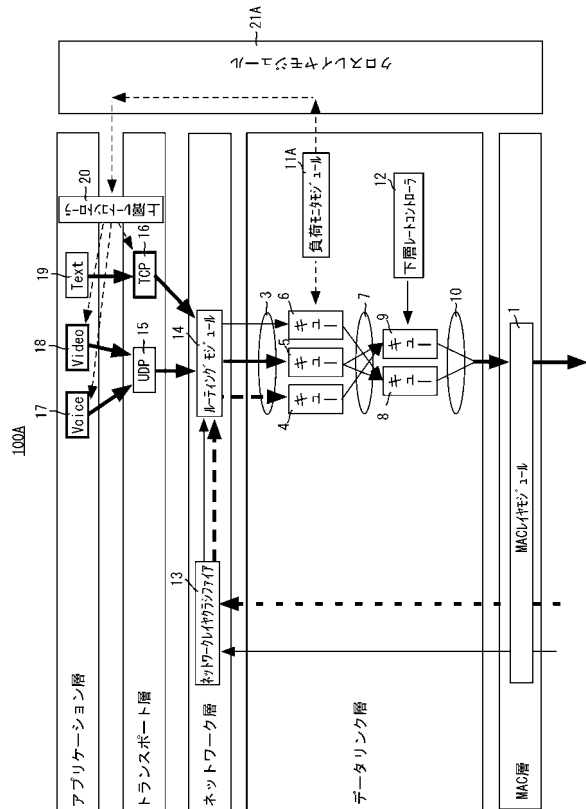 100A
アプリケーション層
17
Voice
18
Video
19
Text
20
上層レートコントローラ
トランスポート層
UDP
15
TCP
16
ネットワーク層
13
ネットワークレイヤクラシファイア
14
ルーティングモジュール
データリンク層
3
4
キュー
5
キュー
6
キュー
11A
負荷モニタモジュール
7
8
キュー
9
キュー
12
下層レートコントローラ
10
MAC層
1
MACレイヤモジュール
21A
クロスレイヤモジュール